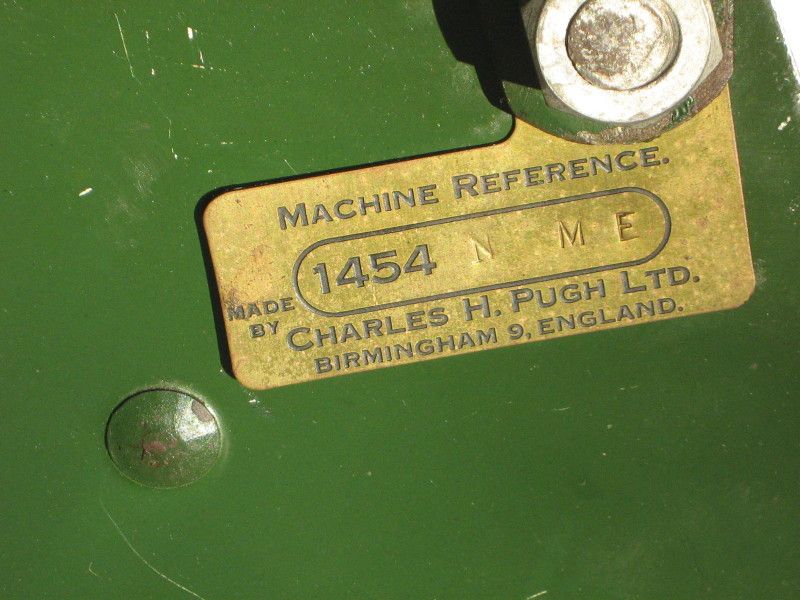 MACHINE REFERENCE.
1454 N M E
MADE BY CHARLES H. PUGH LTD.
BIRMINGHAM 9, ENGLAND.